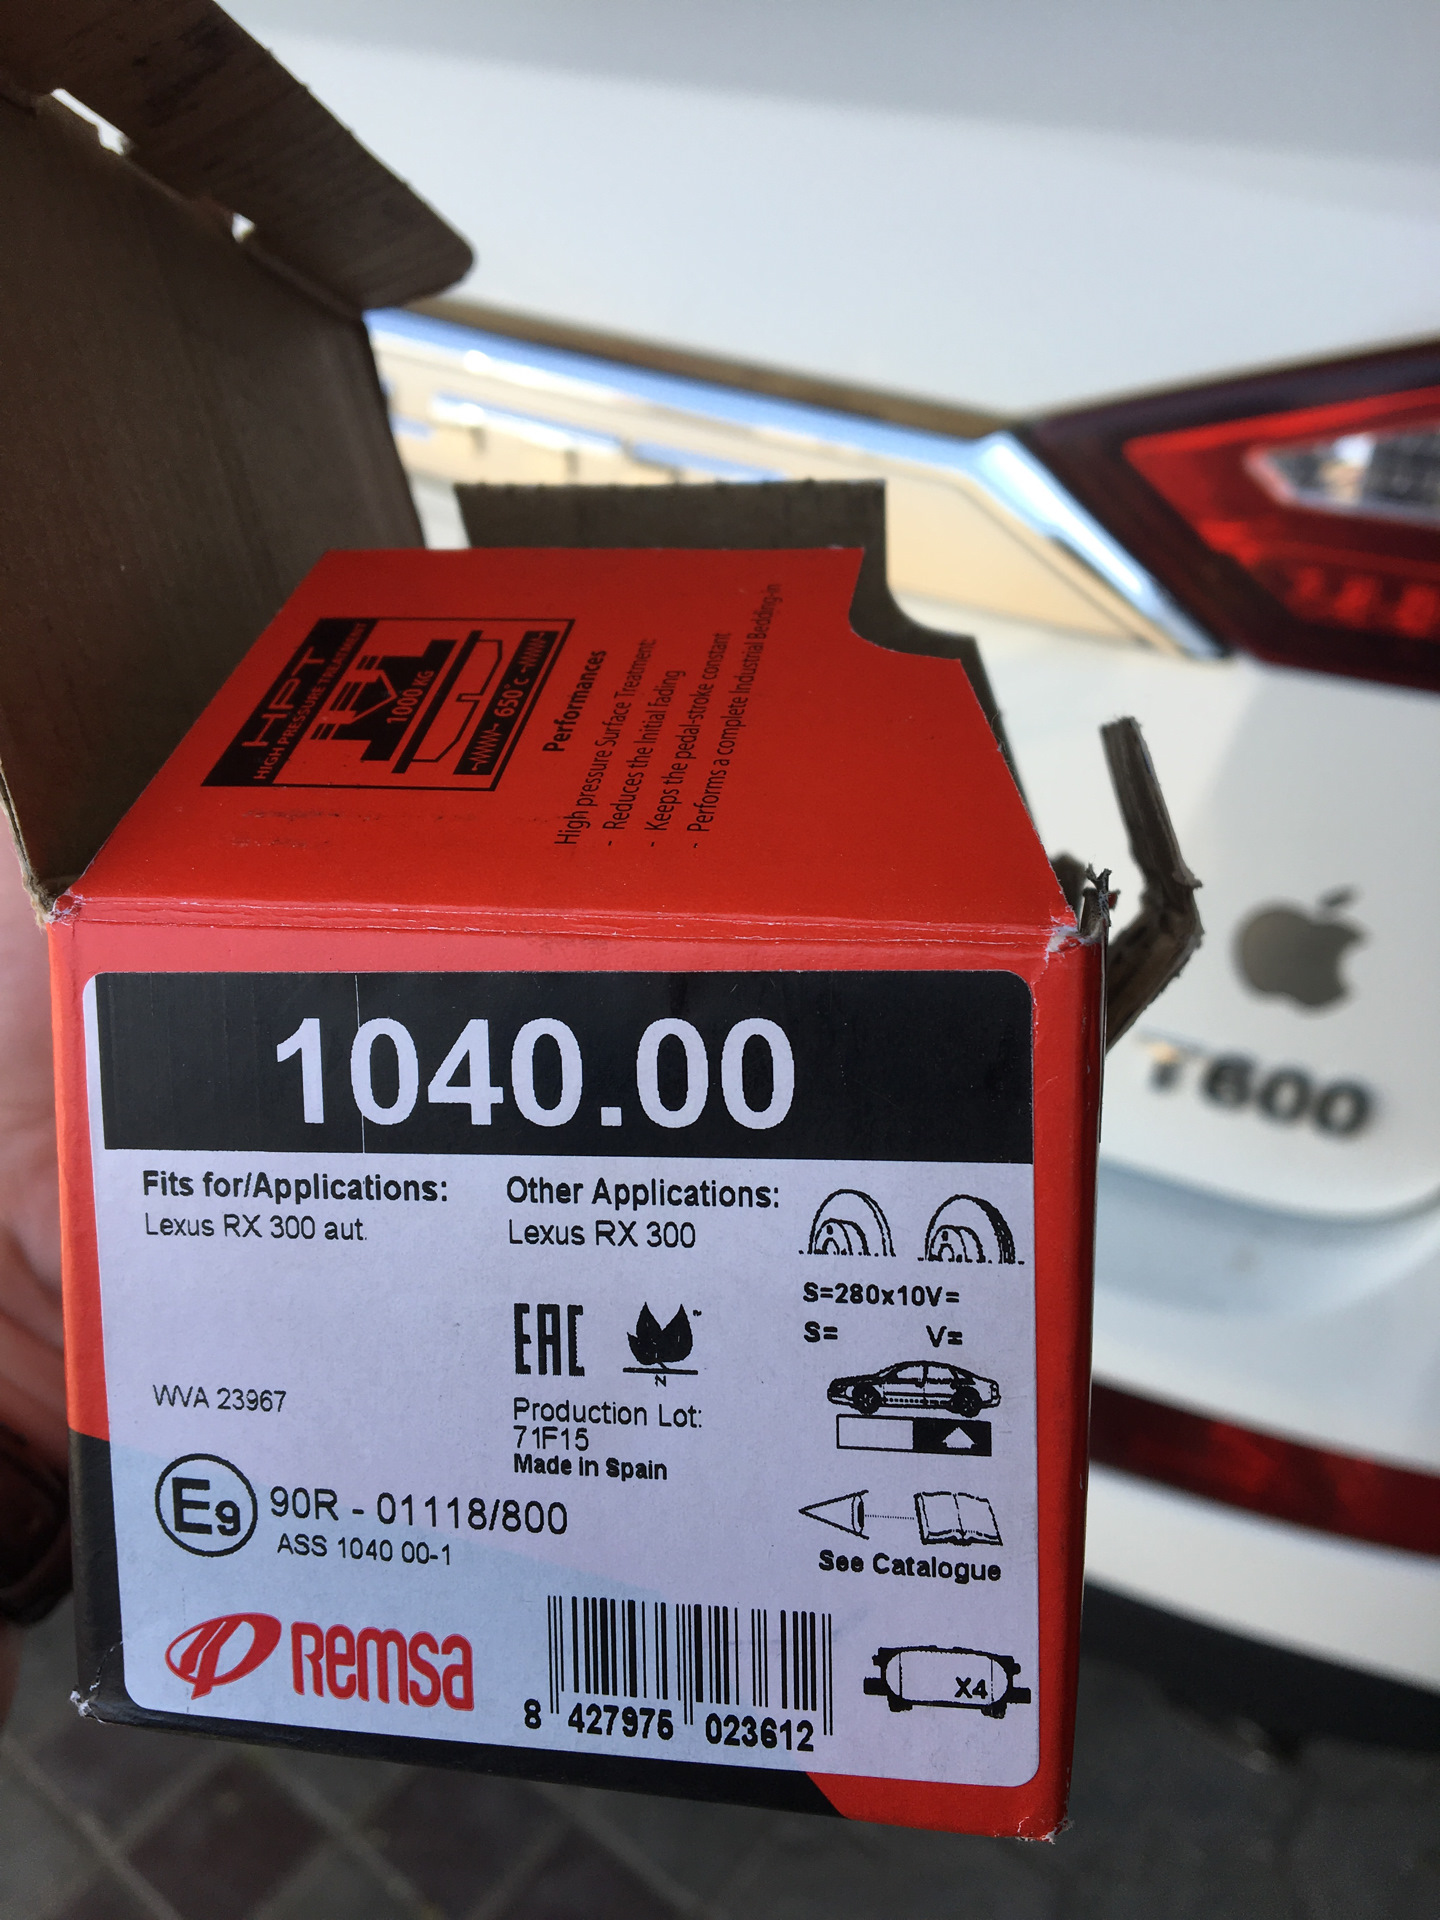 HPT
HIGH PRESSURE TREATMENT
1000 KG
650°C
Performances
High pressure Surface Treatment:
- Reduces the Initial fading
- Keeps the pedal-stroke constant
- Performs a complete Industrial Bedding-in
T600
1040.00
Fits for/Applications:
Lexus RX 300 aut.
Other Applications:
Lexus RX 300
S=280x10V=
S= V=
EAC
TM
N
WVA 23967
Production Lot:
71F15
Made in Spain
E9 90R - 01118/800
ASS 1040 00-1
See Catalogue
REMSA
X4
8 427975 023612